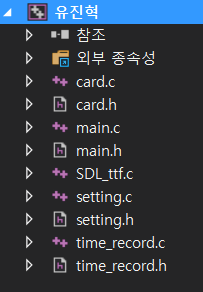 유진혁
참조
외부 종속성
card.c
card.h
main.c
main.h
SDL_ttf.c
setting.c
setting.h
time_record.c
time_record.h